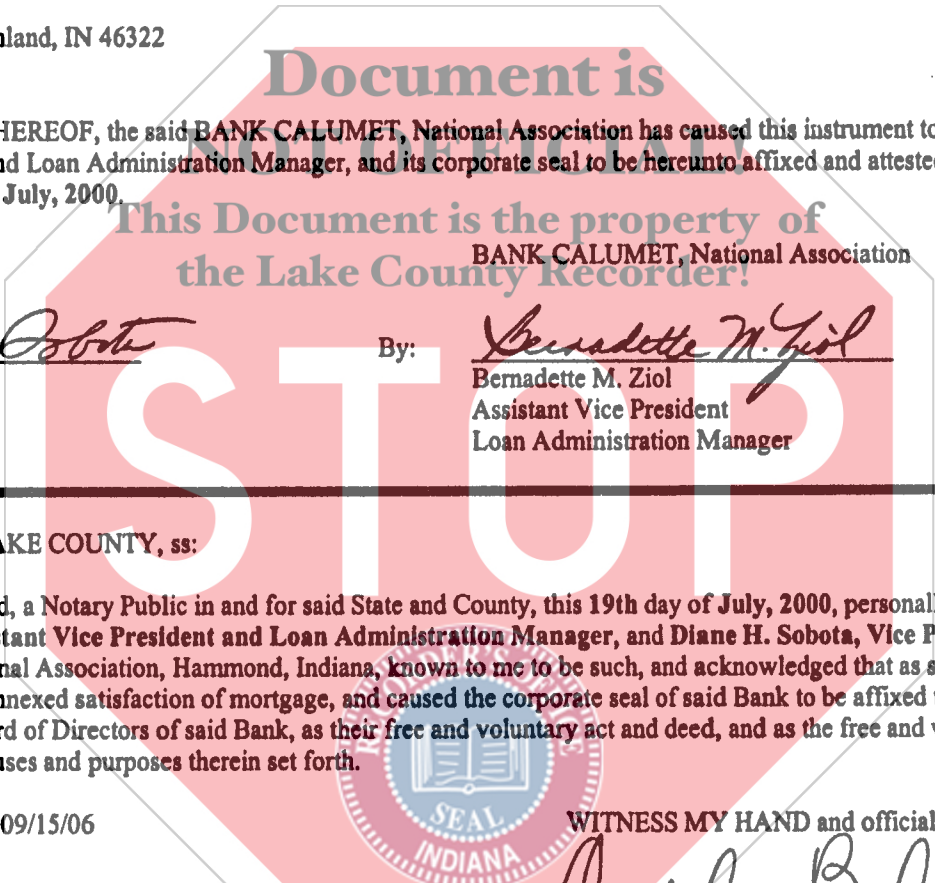 nland, IN 46322
Document is
HEREOF, the said BANK CALUMET, National Association has caused this instrument to
NOT OFFICIAL!
nd Loan Administration Manager, and its corporate seal to be hereunto affixed and attested
July, 2000.
This Document is the property of
BANK CALUMET, National Association
the Lake County Recorder!
Sobota By: Bernadette M. Ziol
Bernadette M. Ziol
Assistant Vice President
Loan Administration Manager
STOP
AKE COUNTY, ss:
d, a Notary Public in and for said State and County, this 19th day of July, 2000, personal
tant Vice President and Loan Administration Manager, and Diane H. Sobota, Vice P
nal Association, Hammond, Indiana, known to me to be such, and acknowledged that as s
nnexed satisfaction of mortgage, and caused the corporate seal of said Bank to be affixed
rd of Directors of said Bank, as their free and voluntary act and deed, and as the free and v
uses and purposes therein set forth.
RECORDER'S OFFICE
SEAL
INDIANA
09/15/06 WITNESS MY HAND and official